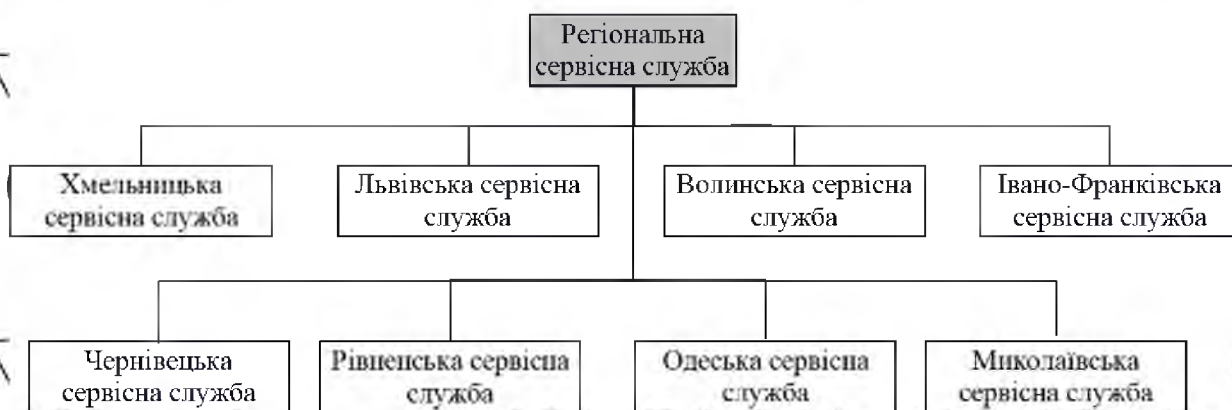 Регіональна
сервісна служба
Хмельницька
сервісна служба
Львівська сервісна
служба
Волинська сервісна
служба
Івано-Франківська
сервісна служба
Чернівецька
сервісна служба
Рівненська сервісна
служба
Одеська сервісна
служба
Миколаївська
сервісна служба